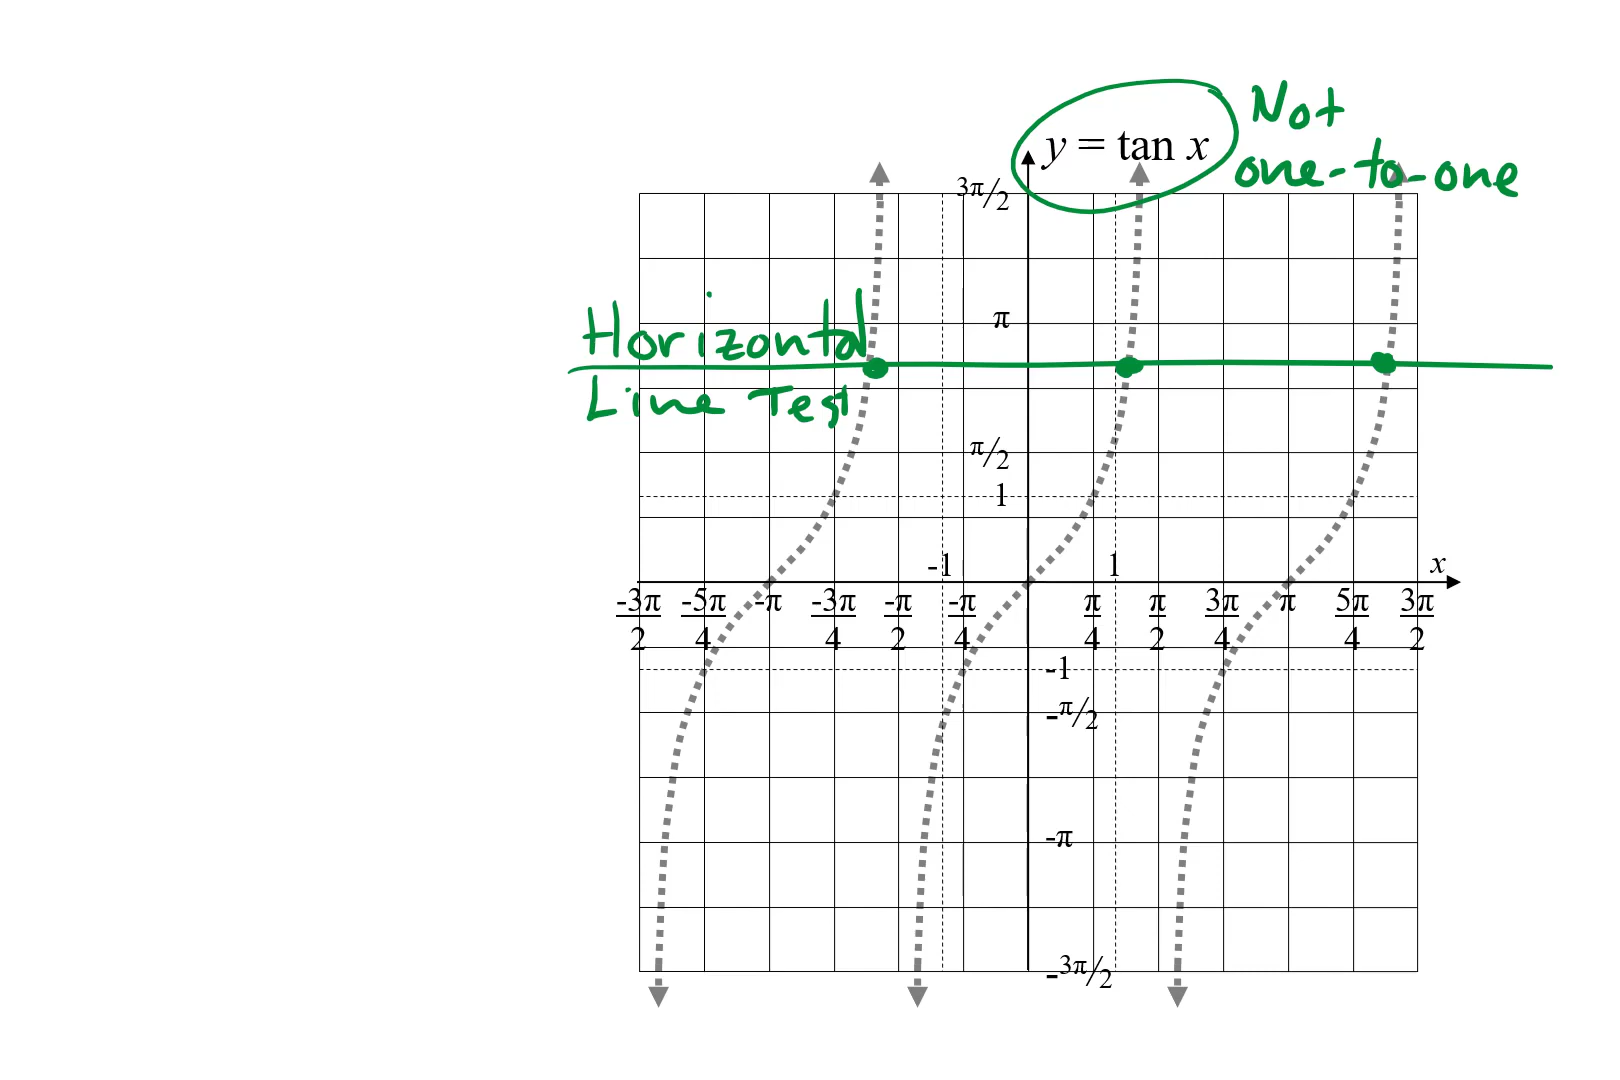 y = tan x
Not
one-to-one
3π/2
Horizontal
π
Line Test
π/2
1
-1 1 x
-3π/2 -5π/4 -π -3π/4 -π/2 -π/4 π/4 π/2 3π/4 π 5π/4 3π/2
-1
-π/2
-π
-3π/2